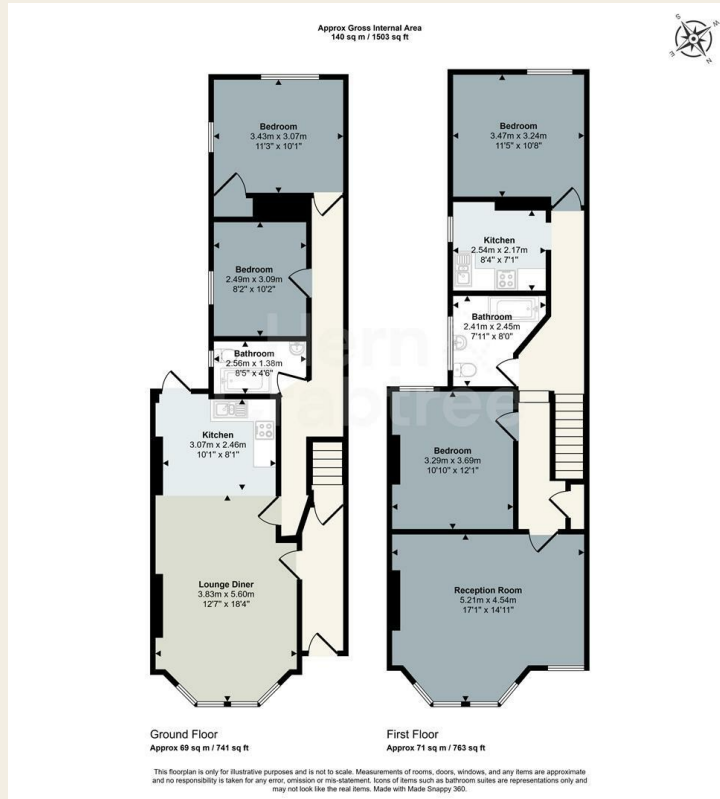 Approx Gross Internal Area
140 sq m / 1503 sq ft
S
W
N
E
Bedroom
3.43m x 3.07m
11'3" x 10'1"
Bedroom
2.49m x 3.09m
8'2" x 10'2"
Bathroom
2.56m x 1.38m
8'5" x 4'6"
Kitchen
3.07m x 2.46m
10'1" x 8'1"
Lounge Diner
3.83m x 5.60m
12'7" x 18'4"
Bedroom
3.47m x 3.24m
11'5" x 10'8"
Kitchen
2.54m x 2.17m
8'4" x 7'1"
Bathroom
2.41m x 2.45m
7'11" x 8'0"
Bedroom
3.29m x 3.69m
10'10" x 12'1"
Reception Room
5.21m x 4.54m
17'1" x 14'11"
Hern
Crabtree
Ground Floor
Approx 69 sq m / 741 sq ft
First Floor
Approx 71 sq m / 763 sq ft
This floorplan is only for illustrative purposes and is not to scale. Measurements of rooms, doors, windows, and any items are approximate
and no responsibility is taken for any error, omission or mis-statement. Icons of items such as bathroom suites are representations only and
may not look like the real items. Made with Made Snappy 360.